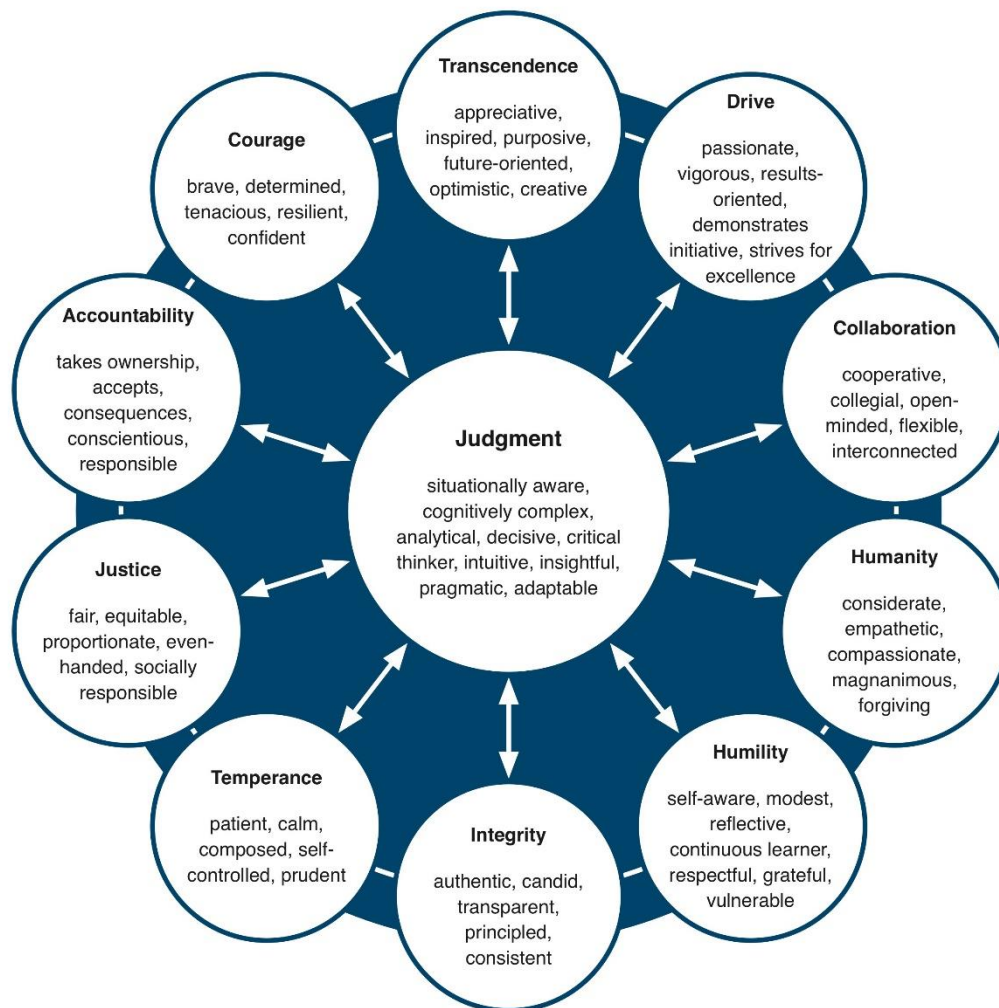 Transcendence
appreciative,
inspired, purposive,
future-oriented,
optimistic, creative
Drive
passionate,
vigorous, results-
oriented,
demonstrates
initiative, strives for
excellence
Collaboration
cooperative,
collegial, open-
minded, flexible,
interconnected
Humanity
considerate,
empathetic,
compassionate,
magnanimous,
forgiving
Humility
self-aware, modest,
reflective,
continuous learner,
respectful, grateful,
vulnerable
Integrity
authentic, candid,
transparent,
principled,
consistent
Temperance
patient, calm,
composed, self-
controlled, prudent
Justice
fair, equitable,
proportionate, even-
handed, socially
responsible
Accountability
takes ownership,
accepts,
consequences,
conscientious,
responsible
Courage
brave, determined,
tenacious, resilient,
confident
Judgment
situationally aware,
cognitively complex,
analytical, decisive, critical
thinker, intuitive, insightful,
pragmatic, adaptable